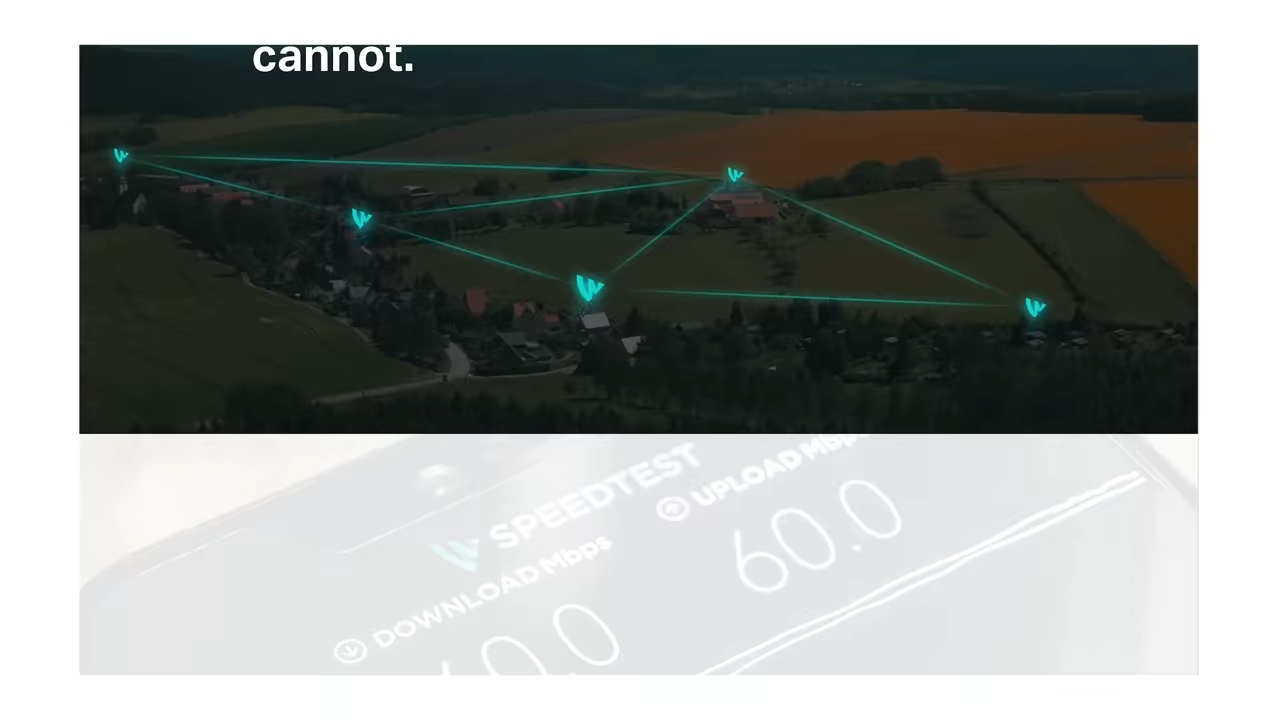 cannot.
SPEEDTEST
UPLOAD Mbps
60.0
DOWNLOAD Mbps